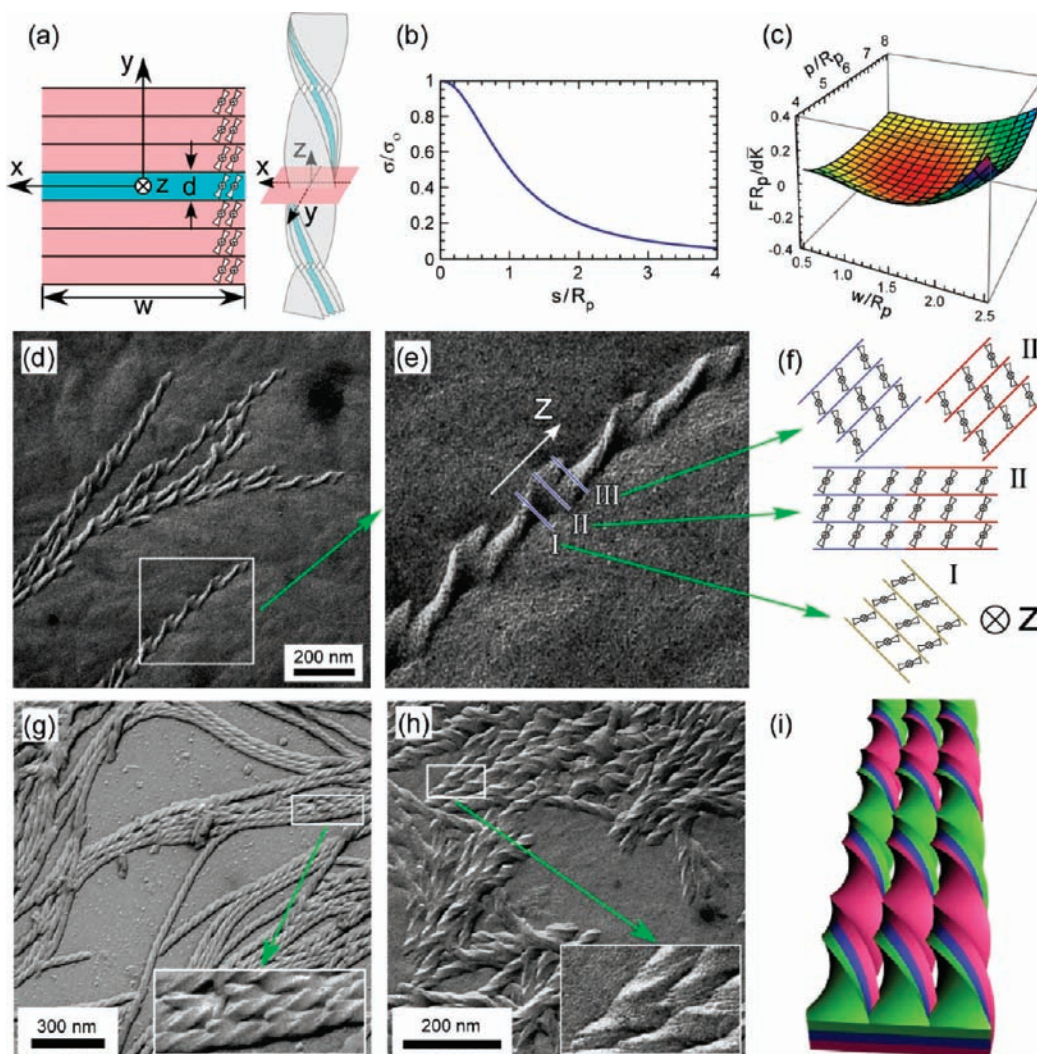 (a)
y
x
z
d
w
x
z
y
(b)
σ/σ₀
1
0.8
0.6
0.4
0.2
0
0 1 2 3 4
s/Rₚ
(c)
p/Rₚ
4 5 6 7 8
FRₚ/dK̅
0.4
0.2
0
-0.2
-0.4
0.5 1.0 1.5 2.0 2.5
w/Rₚ
(d)
200 nm
(e)
Z
III
II
I
(f)
II
II
I
Z
(g)
300 nm
(h)
200 nm
(i)